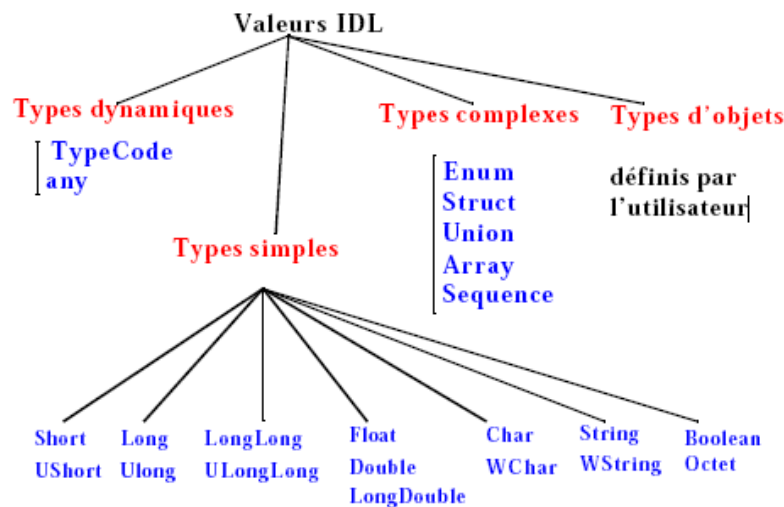 Valeurs IDL
Types dynamiques
TypeCode
any
Types complexes
Enum
Struct
Union
Array
Sequence
Types d'objets
définis par
l'utilisateur
Types simples
Short
UShort
Long
Ulong
LongLong
ULongLong
Float
Double
LongDouble
Char
WChar
String
WString
Boolean
Octet